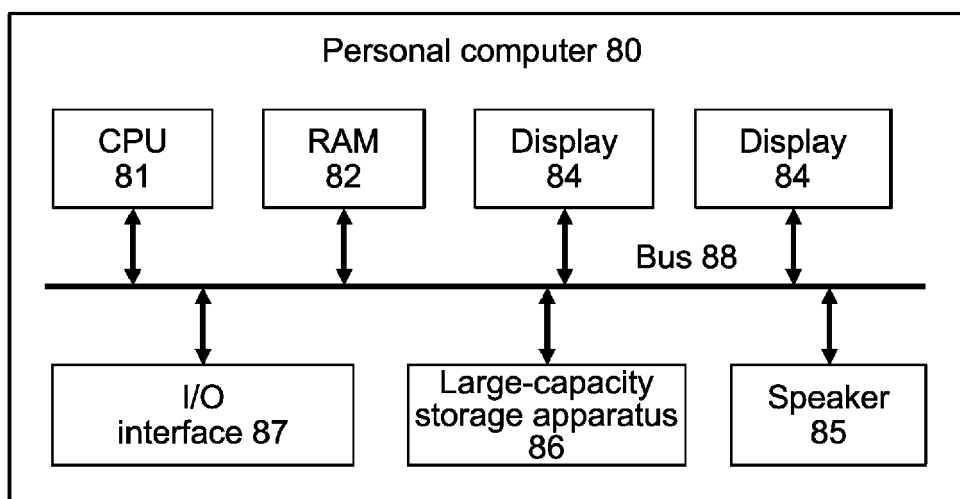 Personal computer 80
CPU
81
RAM
82
Display
84
Display
84
Bus 88
I/O
interface 87
Large-capacity
storage apparatus
86
Speaker
85